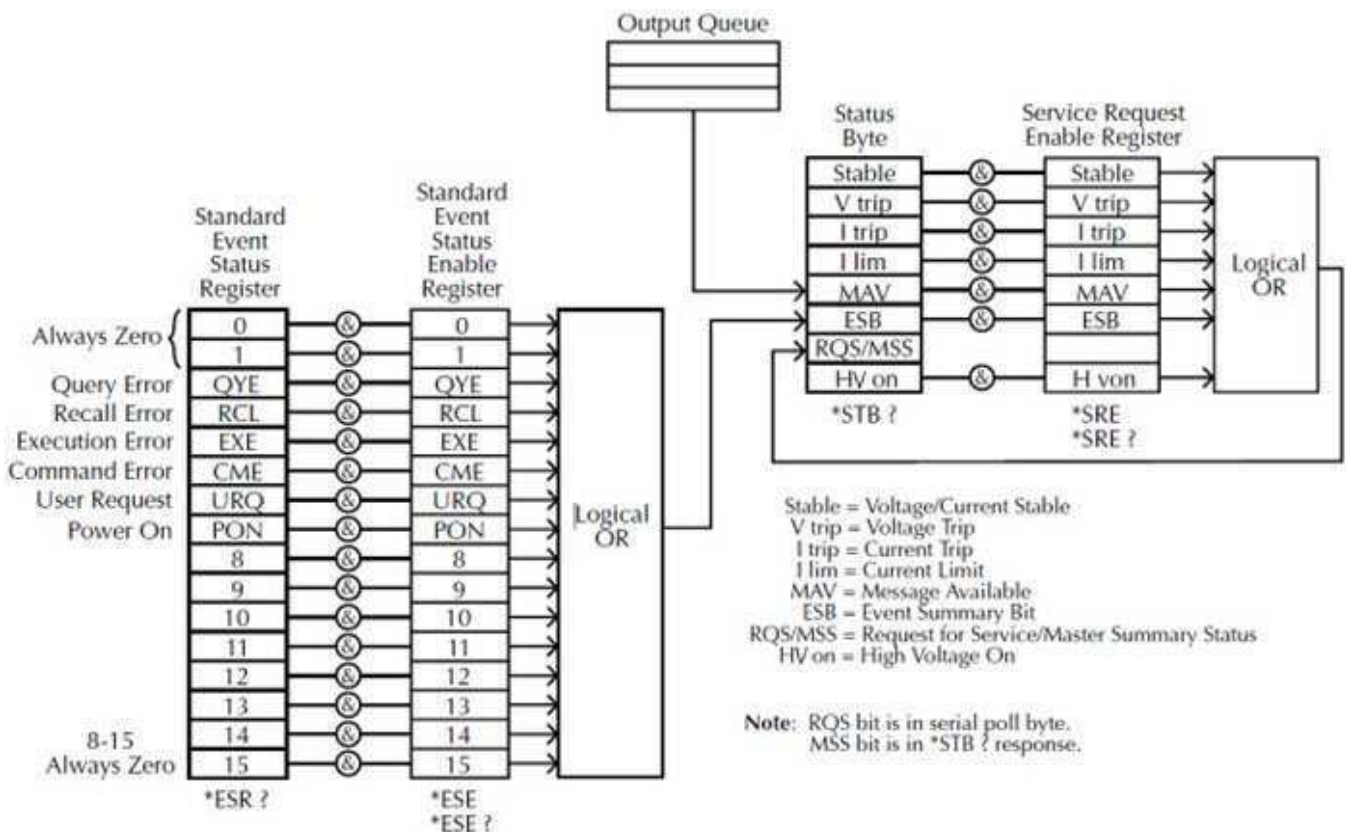 Output Queue
Status
Byte
Service Request
Enable Register
Stable & Stable
V trip & V trip
I trip & I trip
I lim & I lim
MAV & MAV
ESB & ESB
RQS/MSS
HV on & H von
Logical
OR
*STB ?
*SRE
*SRE ?
Standard
Event
Status
Register
Standard
Event
Status
Enable
Register
Always Zero
0 & 0
1 & 1
Query Error QYE & QYE
Recall Error RCL & RCL
Execution Error EXE & EXE
Command Error CME & CME
User Request URQ & URQ
Power On PON & PON
8 & 8
9 & 9
10 & 10
11 & 11
12 & 12
13 & 13
14 & 14
15 & 15
8-15
Always Zero
Logical
OR
*ESR ?
*ESE
*ESE ?
Stable = Voltage/Current Stable
V trip = Voltage Trip
I trip = Current Trip
I lim = Current Limit
MAV = Message Available
ESB = Event Summary Bit
RQS/MSS = Request for Service/Master Summary Status
HV on = High Voltage On
Note: RQS bit is in serial poll byte.
MSS bit is in *STB ? response.